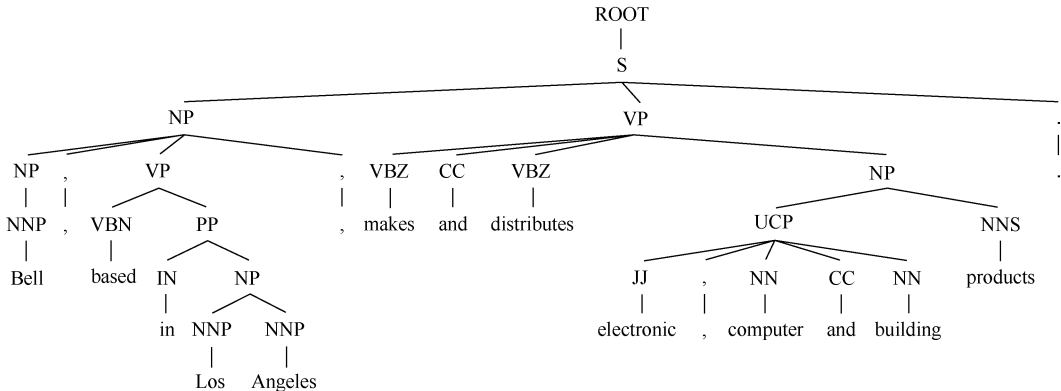 ROOT
S
NP VP .
NP , VP , VBZ CC VBZ NP .
NNP , VBN PP , makes and distributes UCP NNS
Bell based IN NP JJ , NN CC NN products
in NNP NNP electronic , computer and building
Los Angeles